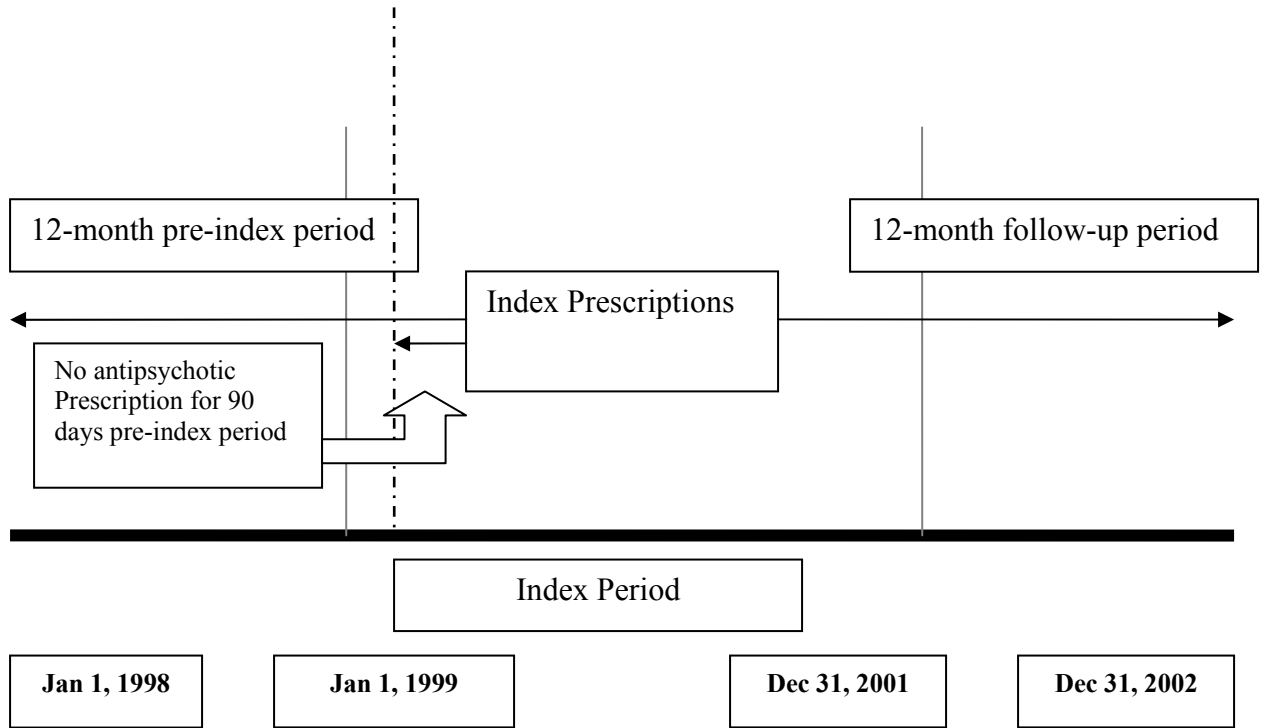 12-month pre-index period
12-month follow-up period
Index Prescriptions
No antipsychotic
Prescription for 90
days pre-index period
Index Period
Jan 1, 1998
Jan 1, 1999
Dec 31, 2001
Dec 31, 2002